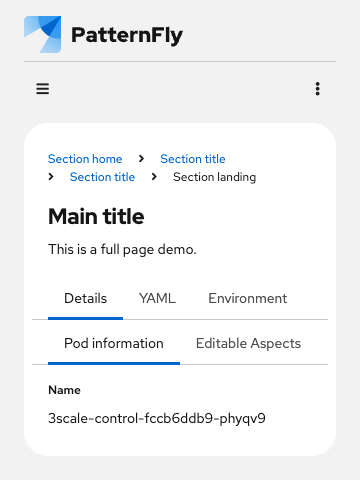 PatternFly
Section home Section title
Section title Section landing
Main title
This is a full page demo.
Details YAML Environment
Pod information Editable Aspects
Name
3scale-control-fccb6ddb9-phyqv9